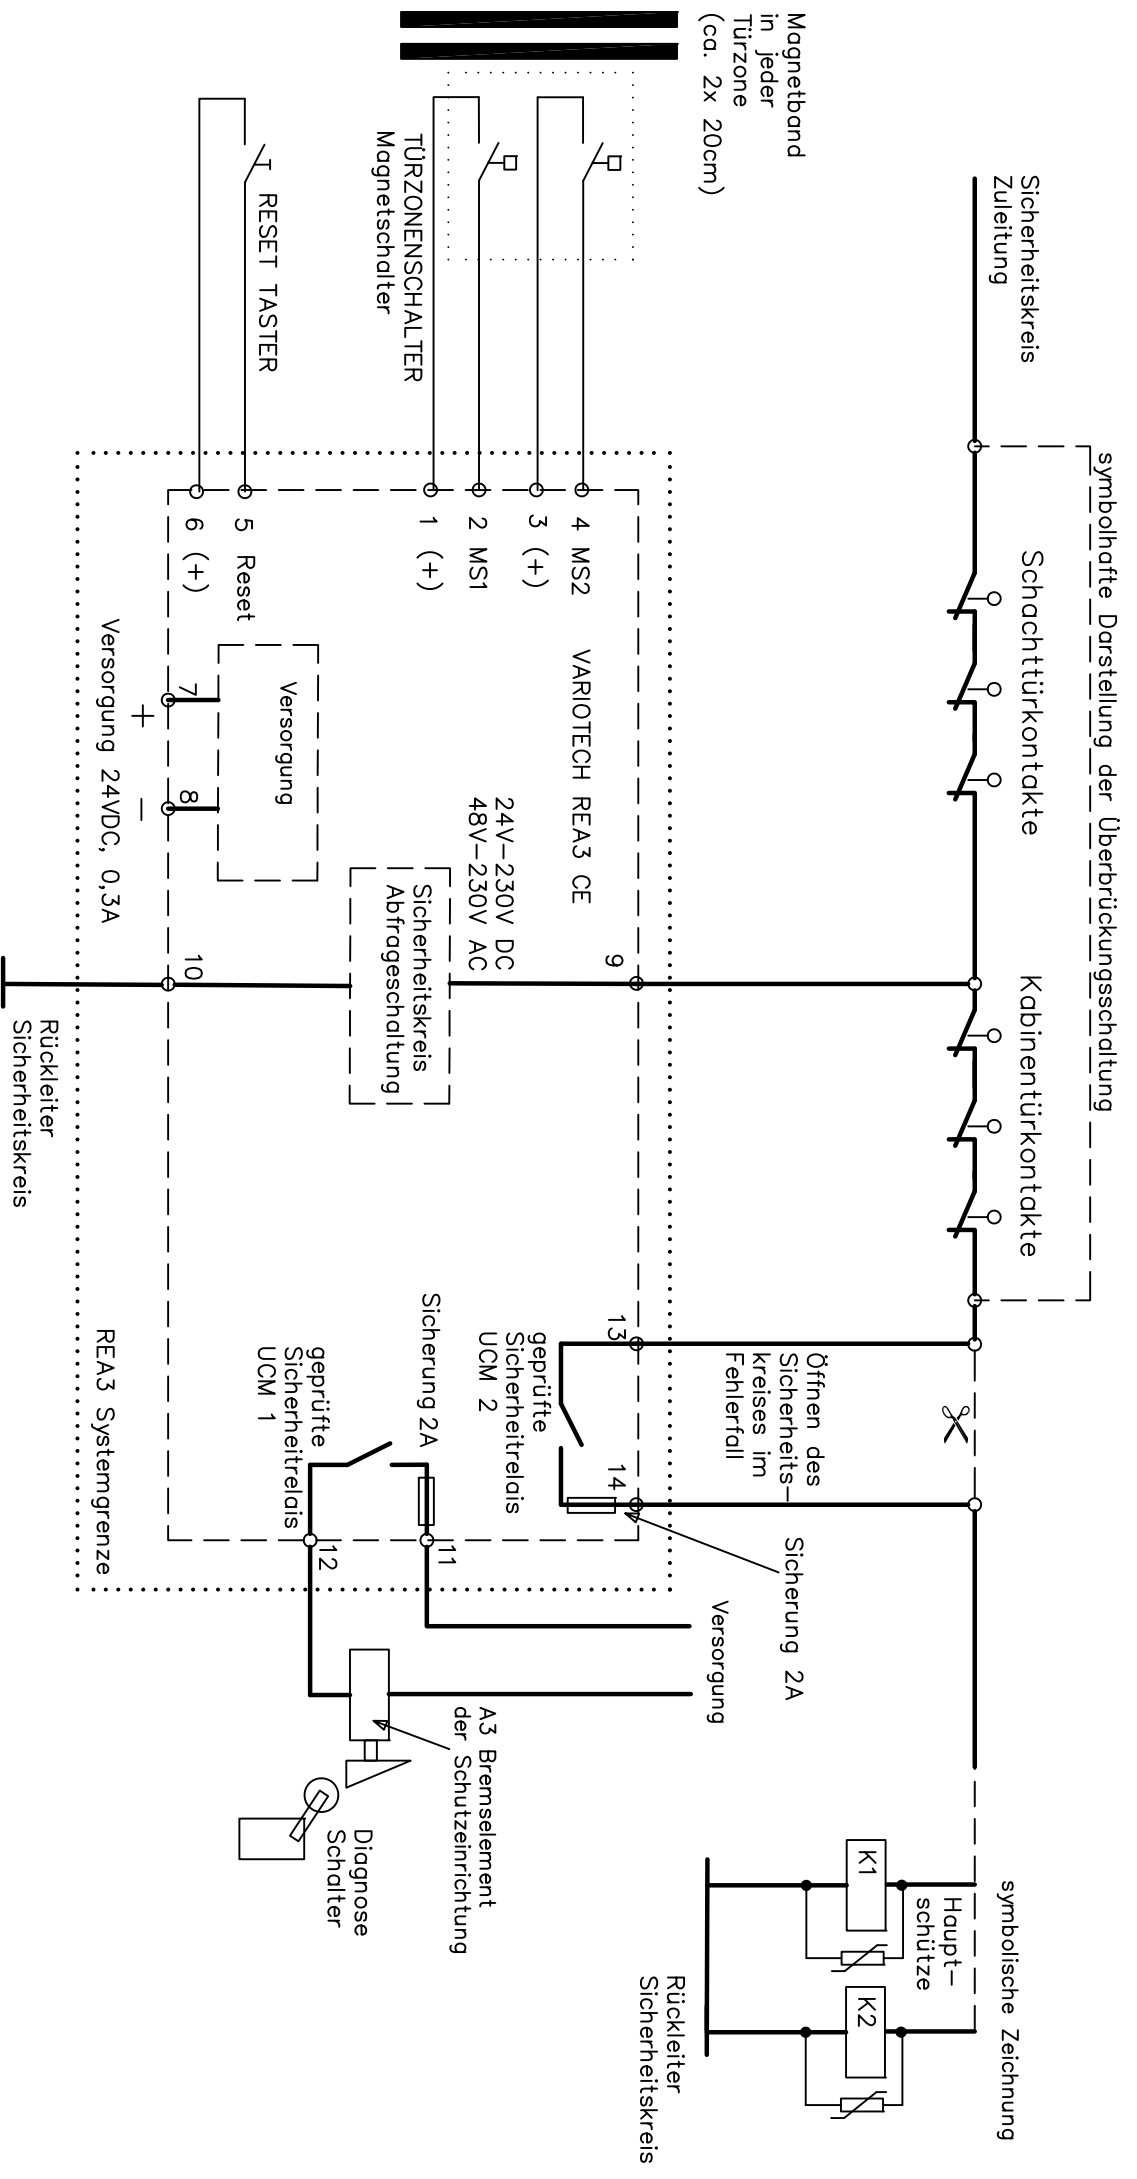 symbolhafte Darstellung der Überbrückungsschaltung
Sicherheitskreis
Zuleitung
Schachttürkontakte
Kabinentürkontakte
symbolische Zeichnung
Haupt-
schütze
K1
K2
Rückleiter
Sicherheitskreis
Magnetband
in jeder
Türzone
(ca. 2x 20cm)
Öffnen des
Sicherheits-
kreises im
Fehlerfall
Sicherung 2A
Versorgung
9
13
14
4 MS2
3 (+)
2 MS1
1 (+)
5 Reset
6 (+)
VARIOTECH REA3 CE
24V-230V DC
48V-230V AC
Sicherheitskreis
Abfrageschaltung
geprüfte
Sicherheitrelais
UCM 2
Sicherung 2A
11
geprüfte
Sicherheitrelais
UCM 1
12
A3 Bremselement
der Schutzeinrichtung
Diagnose
Schalter
TÜRZONENSCHALTER
Magnetschalter
RESET TASTER
Versorgung
7
8
10
+
-
Versorgung 24VDC, 0,3A
REA3 Systemgrenze
Rückleiter
Sicherheitskreis